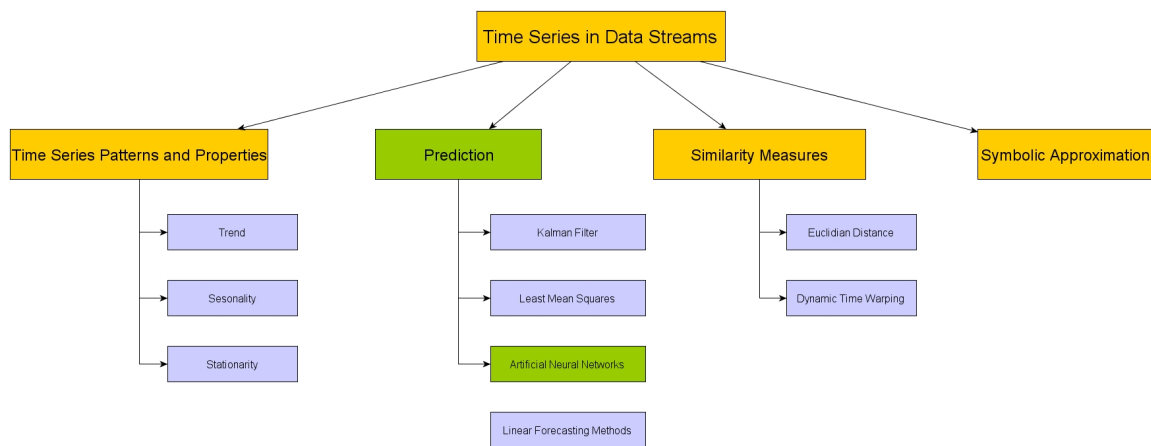 Time Series in Data Streams
Time Series Patterns and Properties
Prediction
Similarity Measures
Symbolic Approximation
Trend
Kalman Filter
Euclidian Distance
Sesonality
Least Mean Squares
Dynamic Time Warping
Stationarity
Artificial Neural Networks
Linear Forecasting Methods